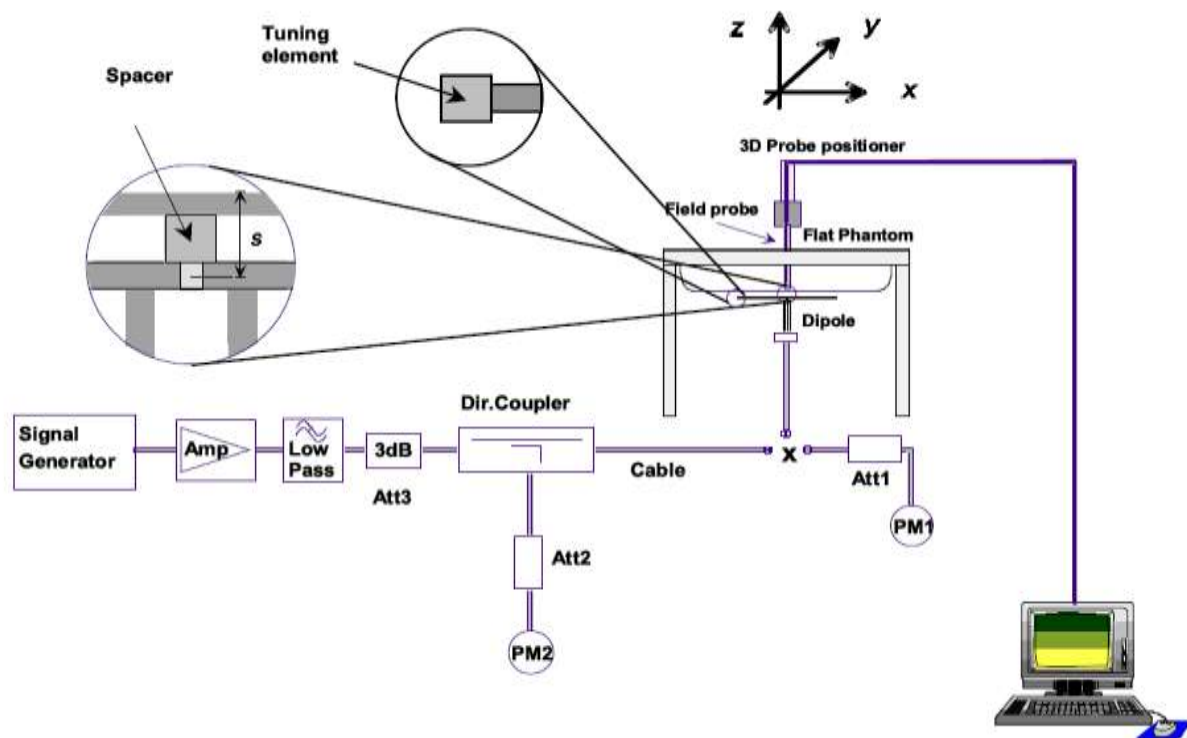 Tuning
element
Spacer
z
y
x
3D Probe positioner
Field probe
Flat Phantom
s
Dipole
Dir.Coupler
Signal
Generator
Amp
Low
Pass
3dB
Att3
Cable
x
Att1
PM1
Att2
PM2